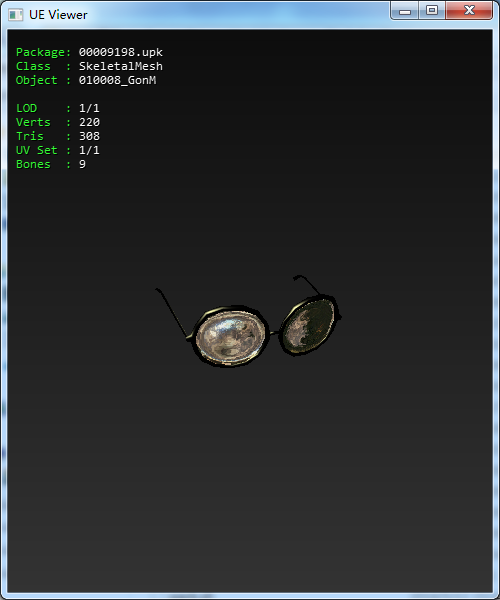 UE Viewer
Package: 00009198.upk
Class  : SkeletalMesh
Object : 010008_GonM
LOD    : 1/1
Verts  : 220
Tris   : 308
UV Set : 1/1
Bones  : 9